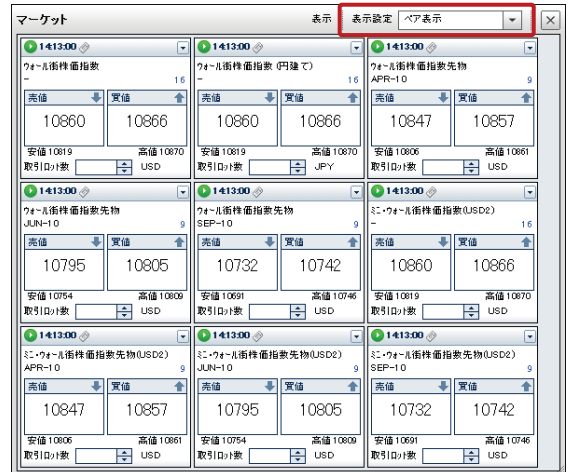 マーケット 表示 表示設定 ペア表示
14:13:00 14:13:00 14:13:00
ウォール街株価指数 ウォール街株価指数(円建て) ウォール街株価指数先物
- 16 - 16 APR-10 9
売値 買値 売値 買値 売値 買値
10860 10866 10860 10866 10847 10857
安値 10819 高値 10870 安値 10819 高値 10870 安値 10806 高値 10861
取引ロット数 USD 取引ロット数 JPY 取引ロット数 USD
14:13:00 14:13:00 14:13:00
ウォール街株価指数先物 ウォール街株価指数先物 ミニ・ウォール街株価指数(USD2)
JUN-10 9 SEP-10 9 - 16
売値 買値 売値 買値 売値 買値
10795 10805 10732 10742 10860 10866
安値 10754 高値 10809 安値 10691 高値 10746 安値 10819 高値 10870
取引ロット数 USD 取引ロット数 USD 取引ロット数 USD
14:13:00 14:13:00 14:13:00
ミニ・ウォール街株価指数先物(USD2) ミニ・ウォール街株価指数先物(USD2) ミニ・ウォール街株価指数先物(USD2)
APR-10 9 JUN-10 9 SEP-10 9
売値 買値 売値 買値 売値 買値
10847 10857 10795 10805 10732 10742
安値 10806 高値 10861 安値 10754 高値 10809 安値 10691 高値 10746
取引ロット数 USD 取引ロット数 USD 取引ロット数 USD